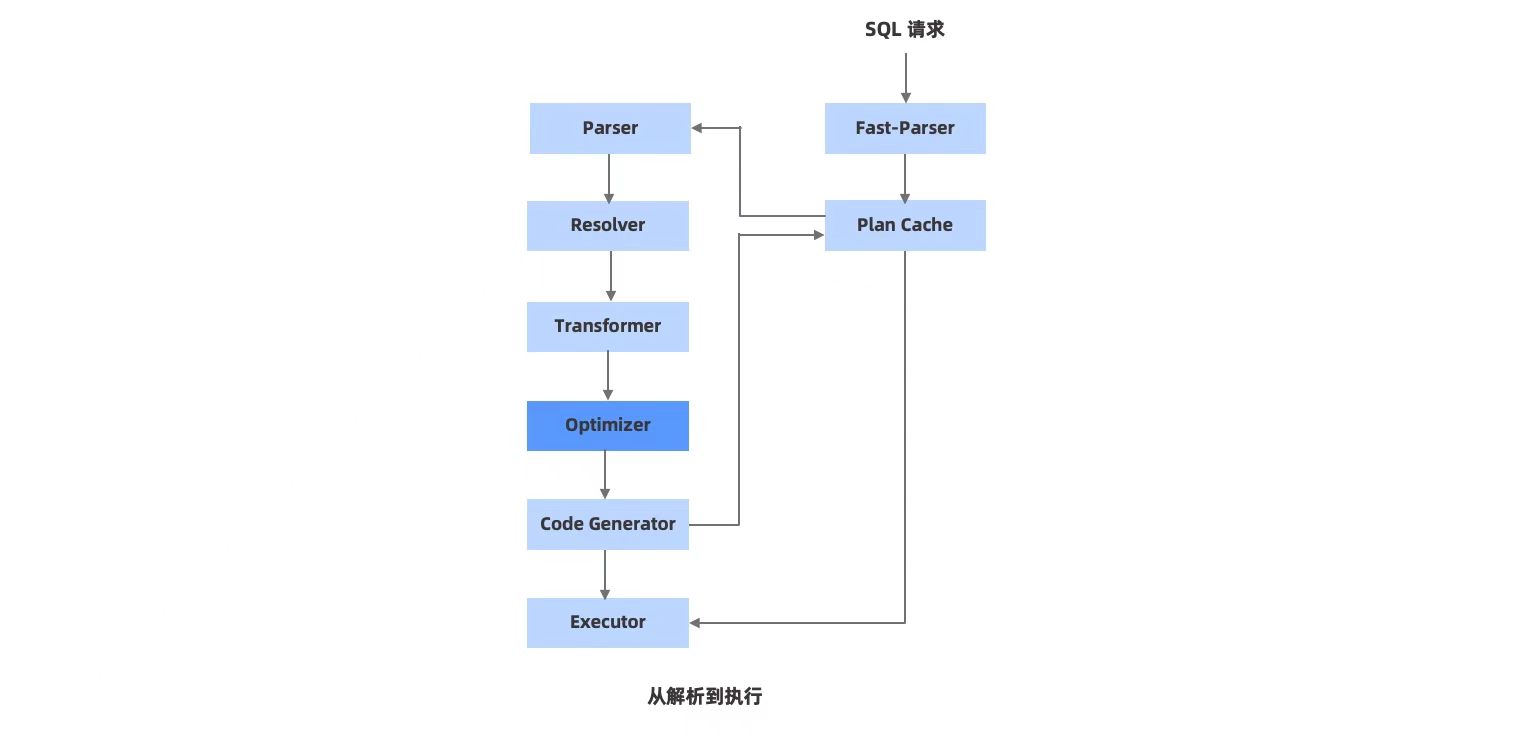 SQL 请求
Parser
Fast-Parser
Resolver
Plan Cache
Transformer
Optimizer
Code Generator
Executor
从解析到执行